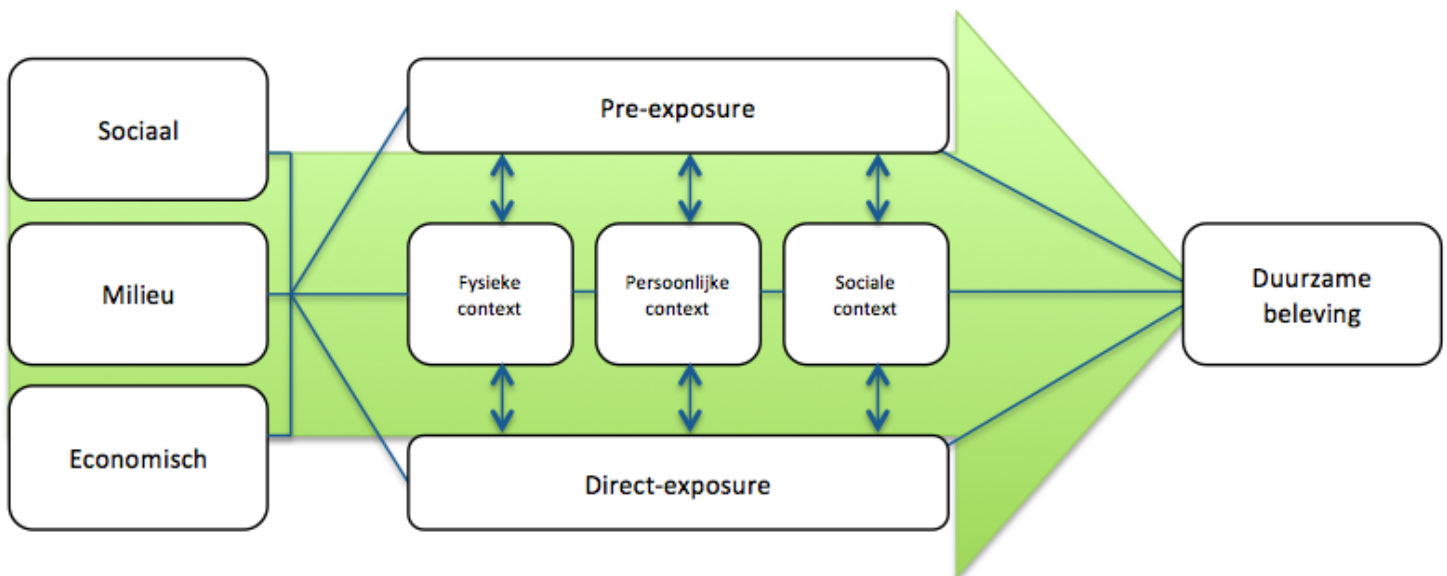 Sociaal
Milieu
Economisch
Pre-exposure
Fysieke
context
Persoonlijke
context
Sociale
context
Direct-exposure
Duurzame
beleving